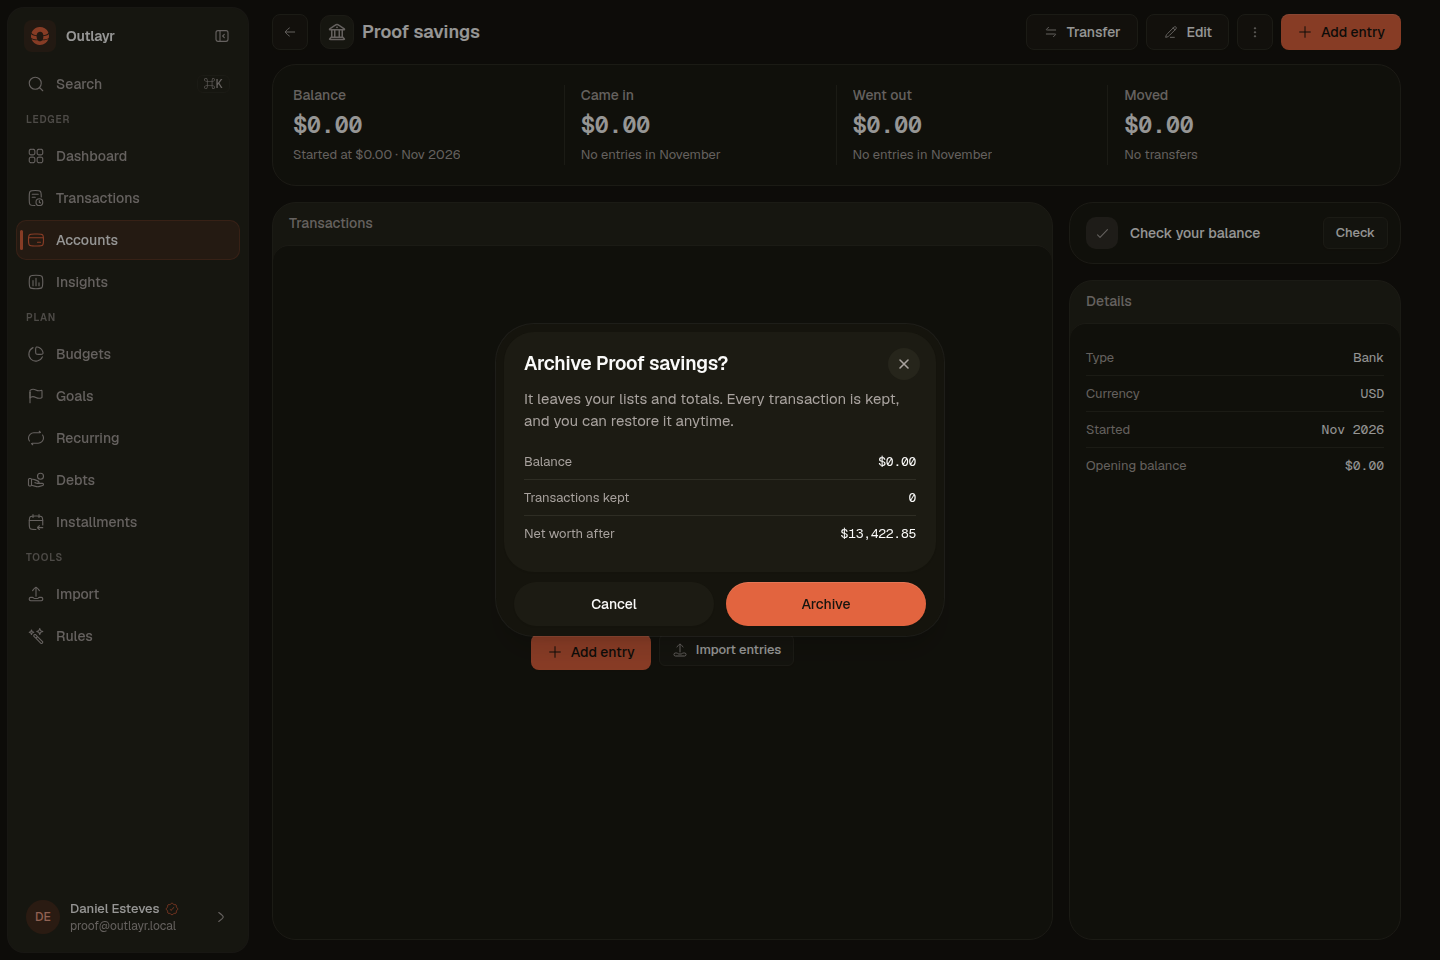 Outlayr
Search
⌘K
LEDGER
Dashboard
Transactions
Accounts
Insights
PLAN
Budgets
Goals
Recurring
Debts
Installments
TOOLS
Import
Rules
DE
Daniel Esteves
proof@outlayr.local
Proof savings
Transfer
Edit
Add entry
Balance
$0.00
Started at $0.00 · Nov 2026
Came in
$0.00
No entries in November
Went out
$0.00
No entries in November
Moved
$0.00
No transfers
Transactions
Archive Proof savings?
It leaves your lists and totals. Every transaction is kept,
and you can restore it anytime.
Balance $0.00
Transactions kept 0
Net worth after $13,422.85
Cancel
Archive
Add entry
Import entries
Check your balance
Check
Details
Type Bank
Currency USD
Started Nov 2026
Opening balance $0.00